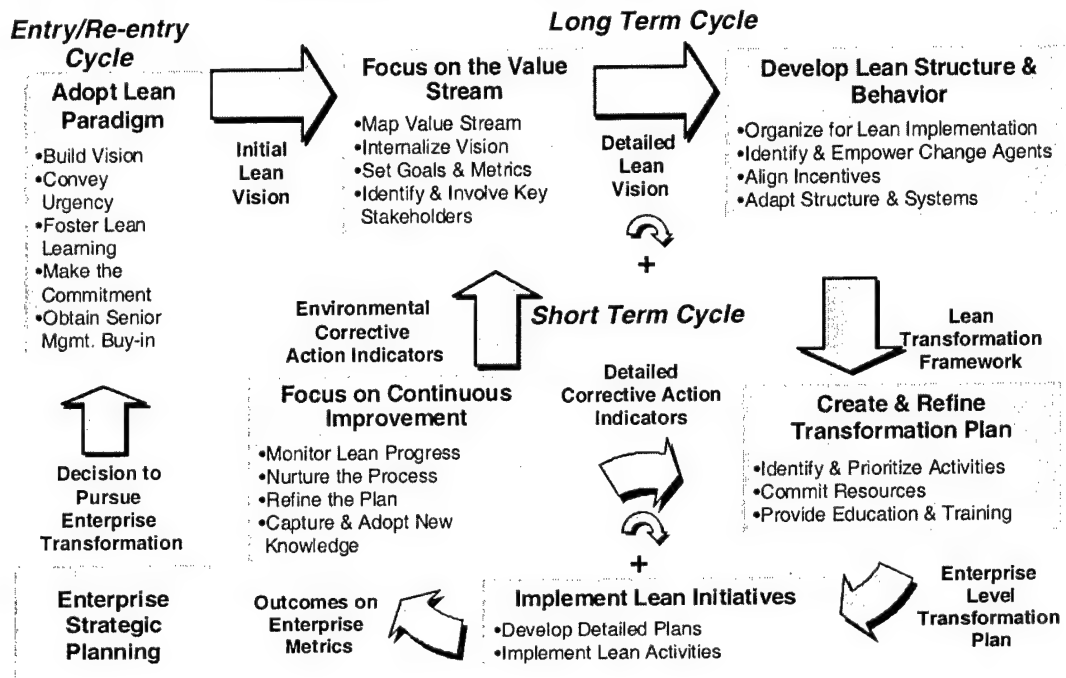 Entry/Re-entry
Cycle
Long Term Cycle
Adopt Lean
Paradigm
•Build Vision
•Convey
Urgency
•Foster Lean
Learning
•Make the
Commitment
•Obtain Senior
Mgmt. Buy-in
Initial
Lean
Vision
Focus on the Value
Stream
•Map Value Stream
•Internalize Vision
•Set Goals & Metrics
•Identify & Involve Key
Stakeholders
Detailed
Lean
Vision
+
Develop Lean Structure &
Behavior
•Organize for Lean Implementation
•Identify & Empower Change Agents
•Align Incentives
•Adapt Structure & Systems
Environmental
Corrective
Action Indicators
Short Term Cycle
Lean
Transformation
Framework
Detailed
Corrective Action
Indicators
+
Focus on Continuous
Improvement
•Monitor Lean Progress
•Nurture the Process
•Refine the Plan
•Capture & Adopt New
Knowledge
Create & Refine
Transformation Plan
•Identify & Prioritize Activities
•Commit Resources
•Provide Education & Training
Decision to
Pursue
Enterprise
Transformation
Enterprise
Strategic
Planning
Outcomes on
Enterprise
Metrics
Implement Lean Initiatives
•Develop Detailed Plans
•Implement Lean Activities
Enterprise
Level
Transformation
Plan